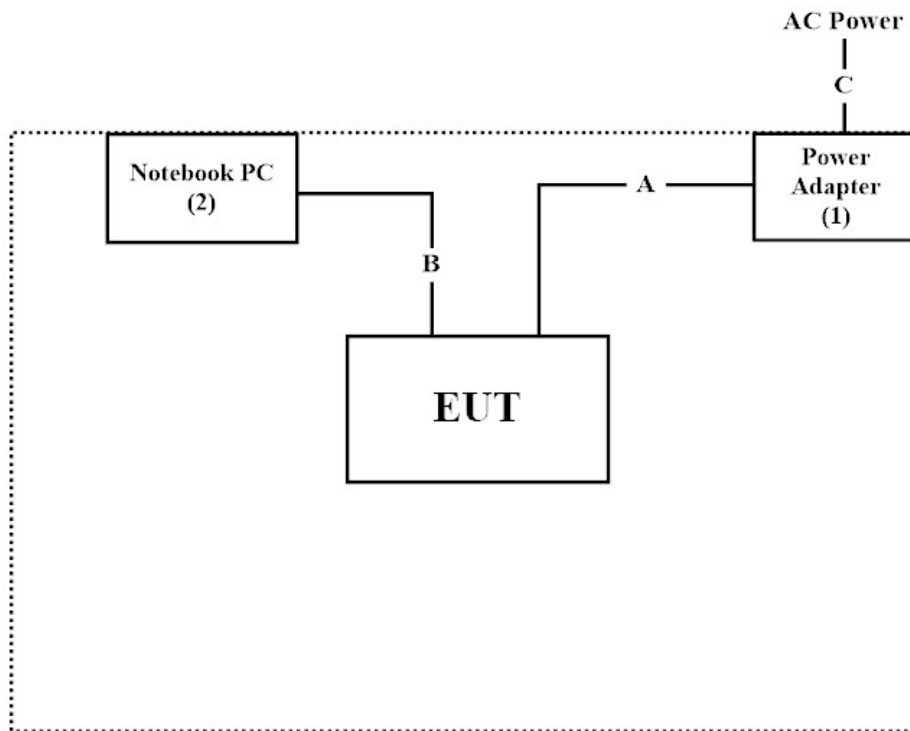 AC Power
C
Notebook PC
(2)
A
Power
Adapter
(1)
B
EUT